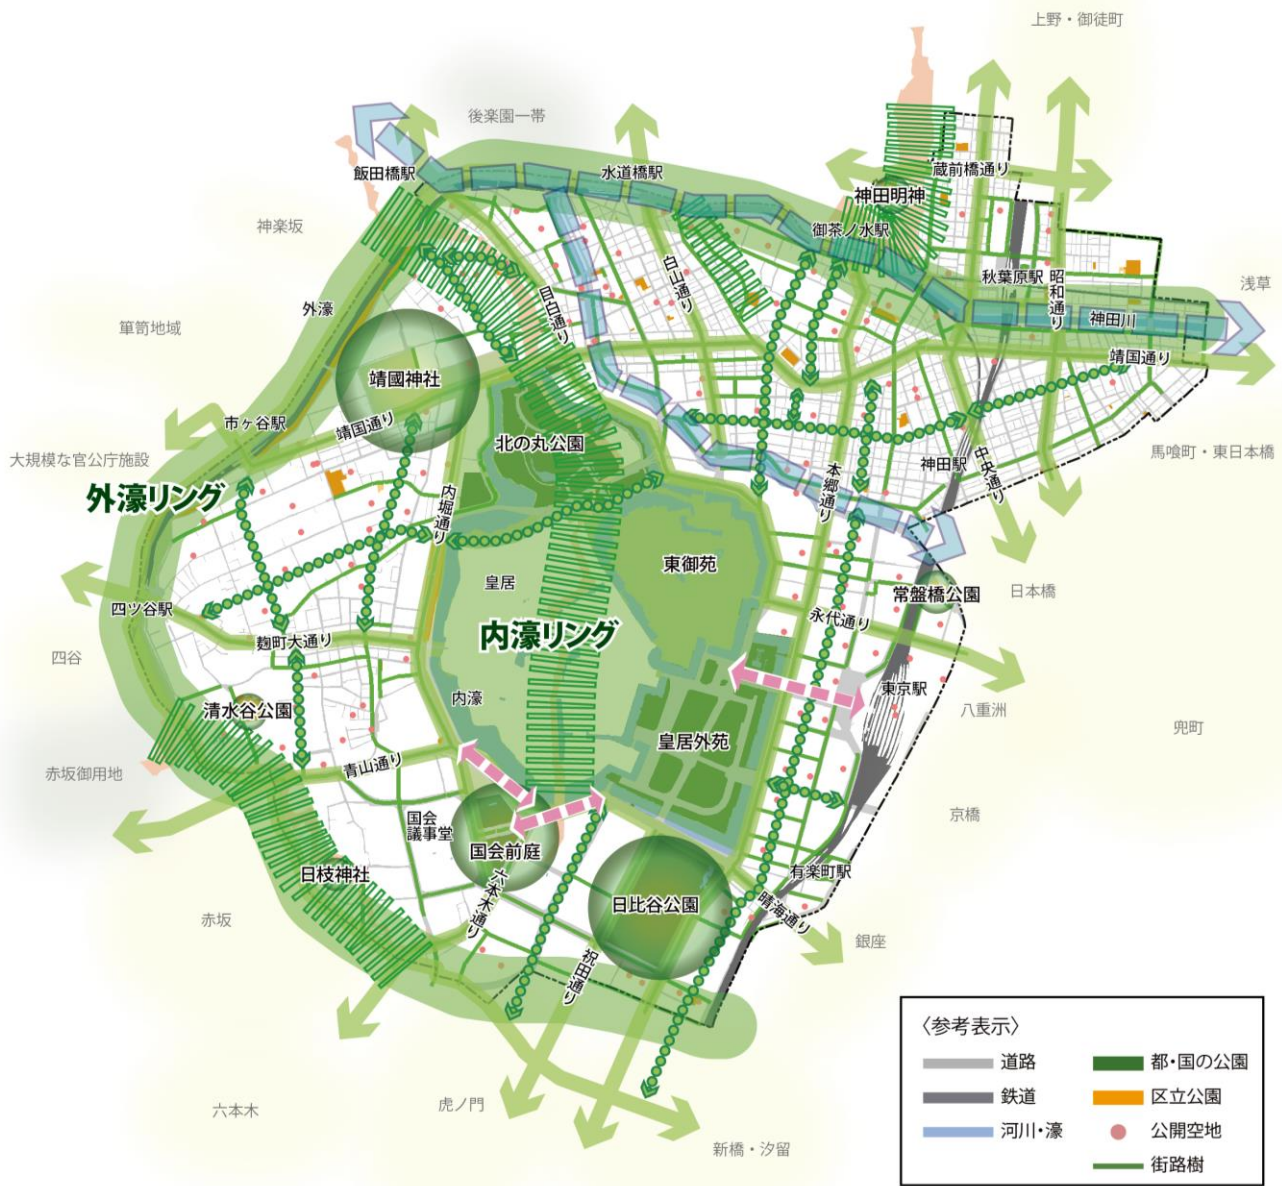 上野・御徒町
後楽園一帯
飯田橋駅
水道橋駅
蔵前橋通り
神田明神
神楽坂
御茶ノ水駅
白山通り
秋葉原駅
昭和通り
浅草
外濠
目白通り
神田川
箪笥地域
靖国通り
靖國神社
市ヶ谷駅
靖国通り
北の丸公園
大規模な官公庁施設
馬喰町・東日本橋
神田駅
中央通り
外濠リング
内堀通り
本郷通り
東御苑
皇居
常盤橋公園
日本橋
四ツ谷駅
永代通り
麹町大通り
内濠リング
四谷
東京駅
内濠
清水谷公園
八重洲
兜町
皇居外苑
青山通り
赤坂御用地
国会
議事堂
京橋
国会前庭
日枝神社
有楽町駅
六本木通り
日比谷公園
晴海通り
赤坂
銀座
祝田通り
六本木
虎ノ門
新橋・汐留
〈参考表示〉
道路
都・国の公園
鉄道
区立公園
河川・濠
公開空地
街路樹